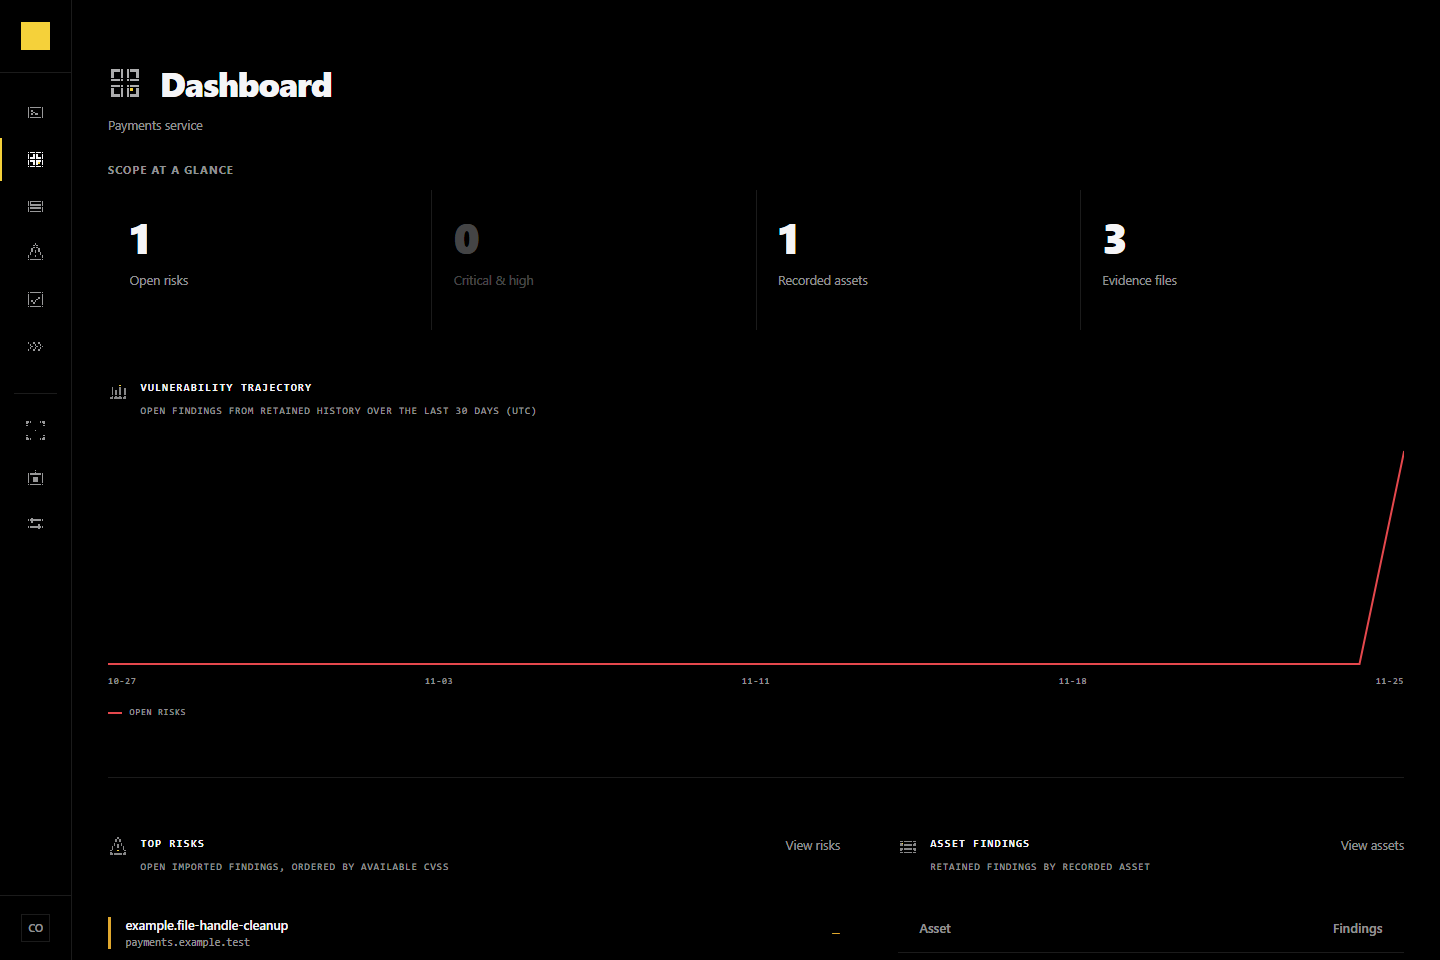 Dashboard
Payments service
SCOPE AT A GLANCE
1
Open risks
0
Critical & high
1
Recorded assets
3
Evidence files
VULNERABILITY TRAJECTORY
OPEN FINDINGS FROM RETAINED HISTORY OVER THE LAST 30 DAYS (UTC)
10-27 11-03 11-11 11-18 11-25
OPEN RISKS
TOP RISKS
View risks
OPEN IMPORTED FINDINGS, ORDERED BY AVAILABLE CVSS
example.file-handle-cleanup
payments.example.test
—
ASSET FINDINGS
View assets
RETAINED FINDINGS BY RECORDED ASSET
Asset Findings
CO